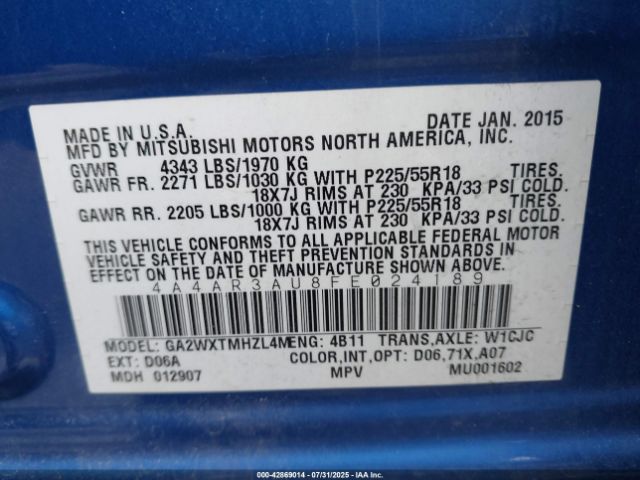 MADE IN U.S.A. DATE JAN. 2015
MFD BY MITSUBISHI MOTORS NORTH AMERICA, INC.
GVWR 4343 LBS/1970 KG
GAWR FR. 2271 LBS/1030 KG WITH P225/55R18 TIRES.
18X7J RIMS AT 230 KPA/33 PSI COLD.
GAWR RR. 2205 LBS/1000 KG WITH P225/55R18 TIRES.
18X7J RIMS AT 230 KPA/33 PSI COLD.
THIS VEHICLE CONFORMS TO ALL APPLICABLE FEDERAL MOTOR
VEHICLE SAFETY AND THEFT PREVENTION STANDARDS IN
EFFECT ON THE DATE OF MANUFACTURE SHOWN ABOVE.
4A4AR3AU8FE024189
MODEL: GA2WXTMHZL4MENG: 4B11 TRANS,AXLE: W1CJC
EXT: D06A COLOR,INT,OPT: D06,71X,A07
MDH 012907 MPV MU001602
000-42869014 - 07/31/2025 - IAAI Inc.